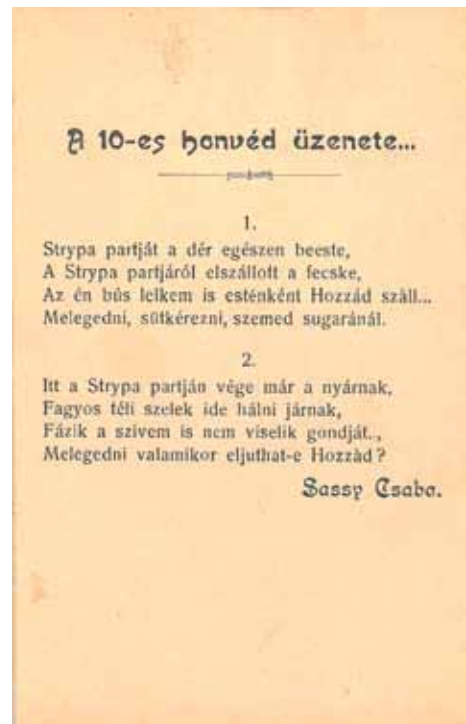 A 10-es honvéd üzenete...
1.
Strypa partját a dér egészen beeste,
A Strypa partjáról elszállott a fecske,
Az én bús lelkem is esténként Hozzád száll...
Melegedni, sütkérezni, szemed sugaránál.
2.
Itt a Strypa partján vége már a nyárnak,
Fagyos téli szelek ide hálni járnak,
Fázik a szivem is nem viselik gondját..,
Melegedni valamikor eljuthat-e Hozzàd?
Sassy Csaba.